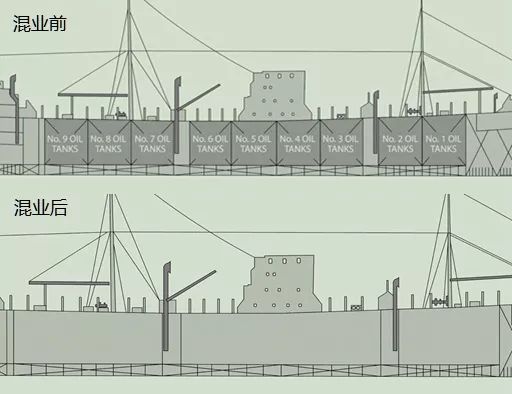 混业前
No. 9 OIL TANKS
No. 8 OIL TANKS
No. 7 OIL TANKS
No. 6 OIL TANKS
No. 5 OIL TANKS
No. 4 OIL TANKS
No. 3 OIL TANKS
No. 2 OIL TANKS
No. 1 OIL TANKS
混业后